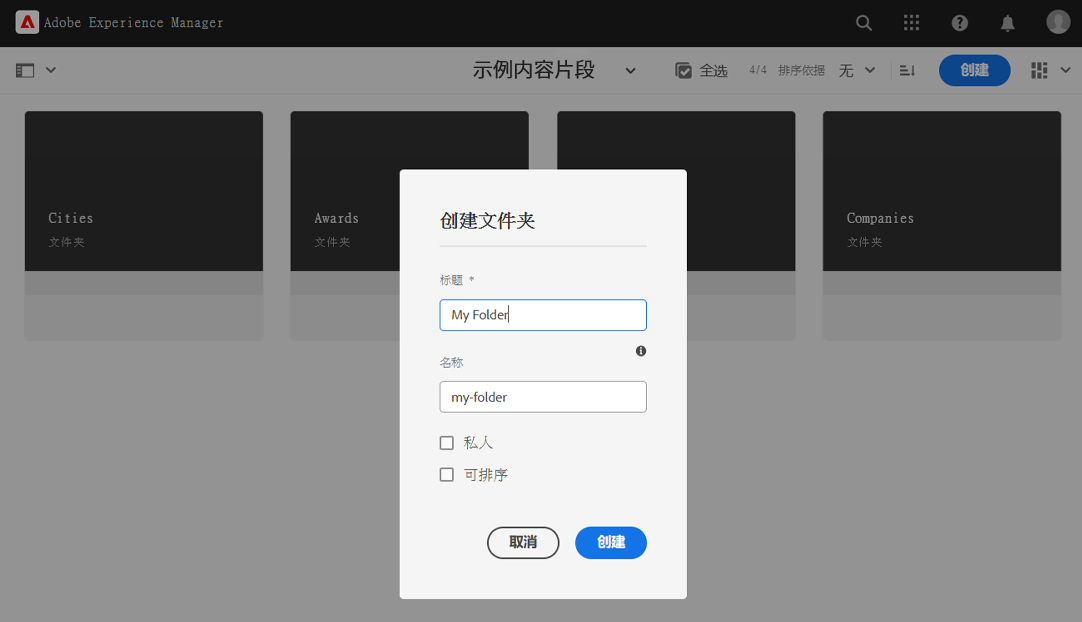 Adobe Experience Manager
示例内容片段
全选
4/4
排序依据
无
创建
Cities
文件夹
Awards
文件夹
Companies
文件夹
创建文件夹
标题 *
My Folder
名称
my-folder
私人
可排序
取消
创建